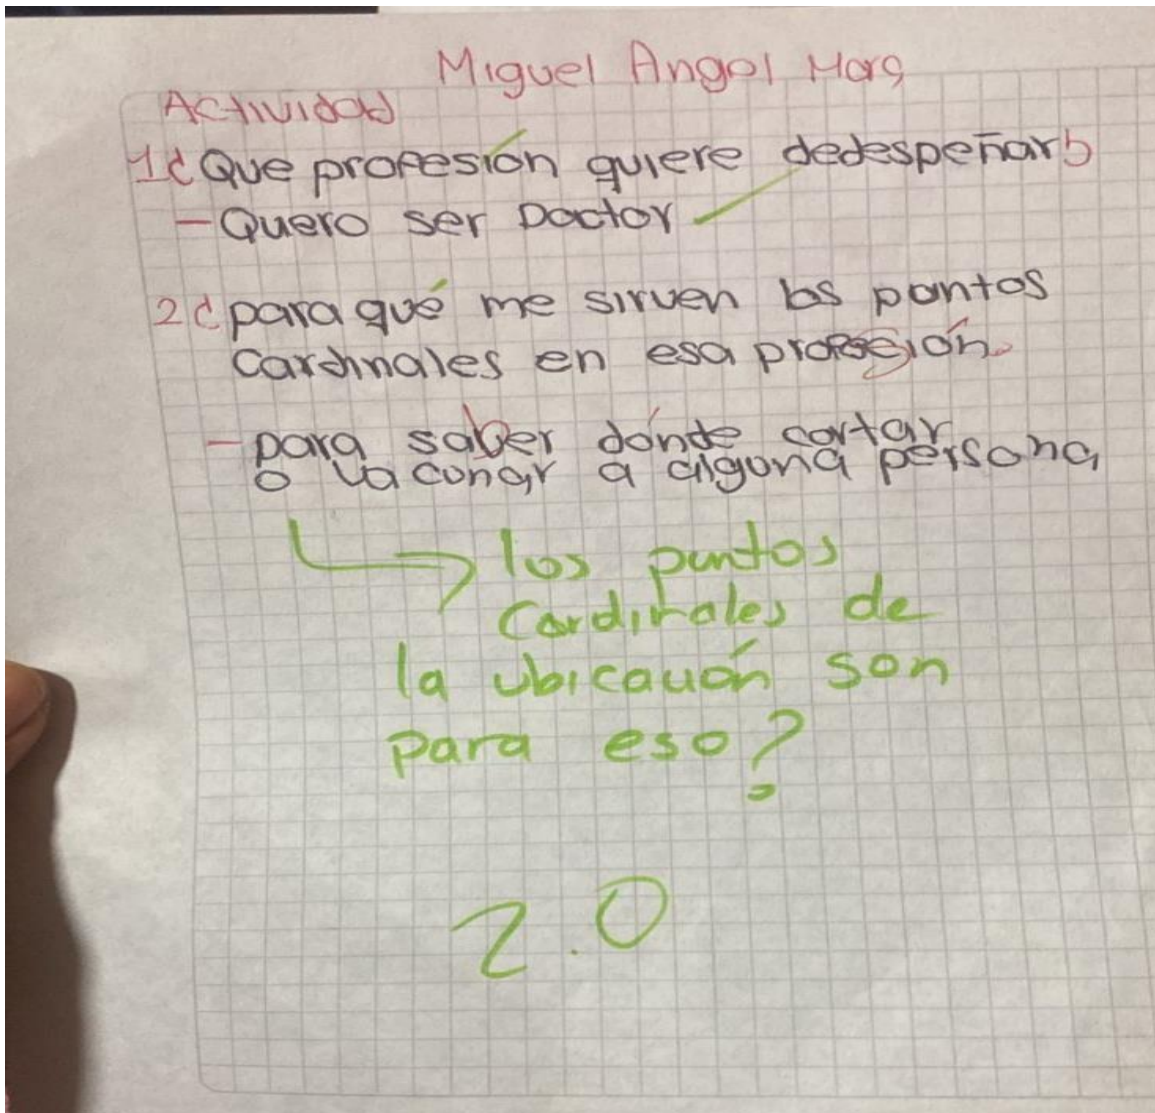 Miguel Angel Mora
Actividad
1¿ Que profesión quiere dedespeñar?
- Quero ser Doctor
2¿ para qué me sirven los pontos
Cardinales en esa profesión.
- para saber dónde cortar
o vaconar a alguna persona
los puntos
Cardinales de
la ubicación son
para eso?
2.0